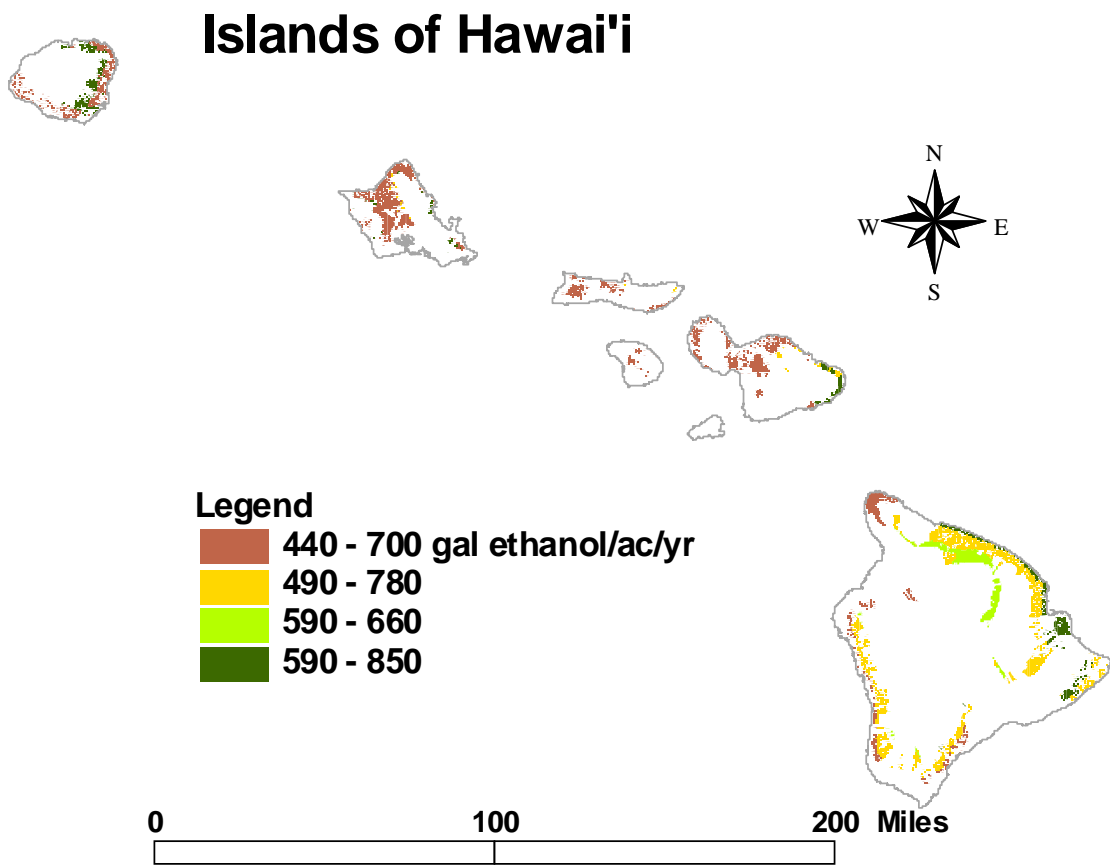 Islands of Hawai'i
N
W E
S
Legend
440 - 700 gal ethanol/ac/yr
490 - 780
590 - 660
590 - 850
0 100 200 Miles